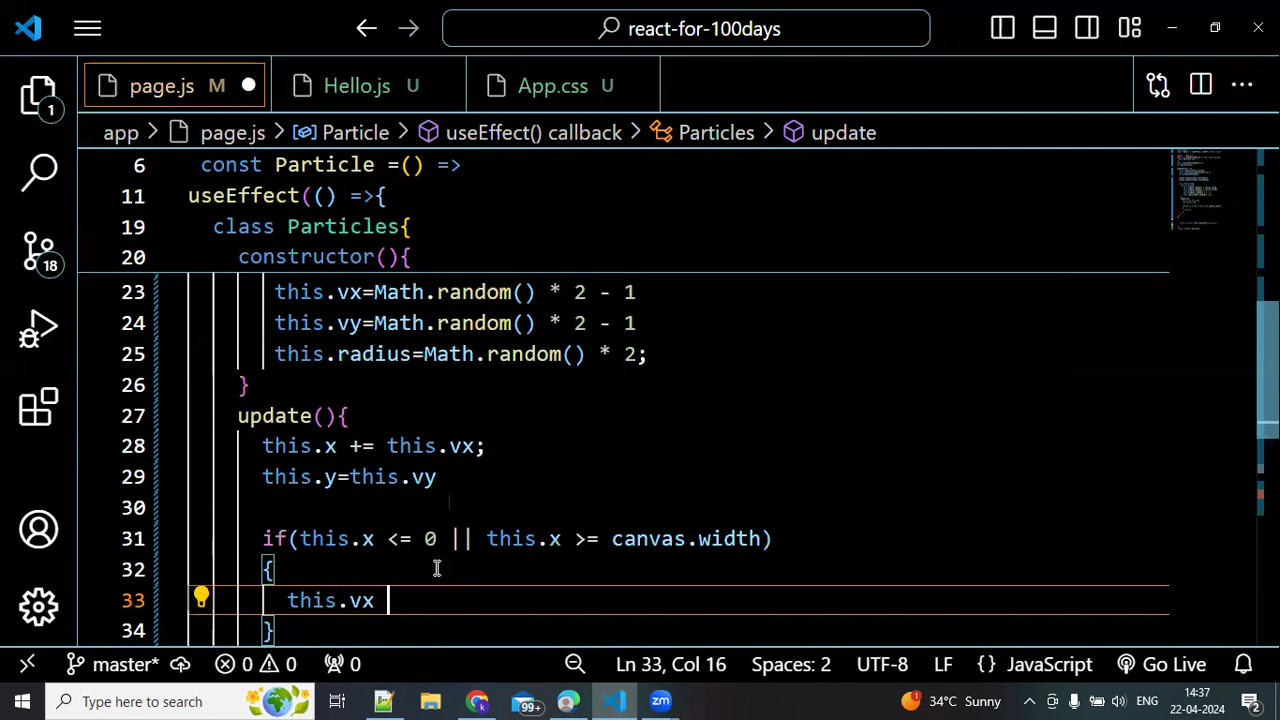 react-for-100days
page.js M
Hello.js U
App.css U
1
app > page.js > Particle > useEffect() callback > Particles > update
6 const Particle =() =>
11 useEffect(() =>{
19 class Particles{
20 constructor(){
23 this.vx=Math.random() * 2 - 1
24 this.vy=Math.random() * 2 - 1
25 this.radius=Math.random() * 2;
26 }
27 update(){
28 this.x += this.vx;
29 this.y=this.vy
30
31 if(this.x <= 0 || this.x >= canvas.width)
32 {
33 this.vx
34 }
18
master* 0 0 0 Ln 33, Col 16 Spaces: 2 UTF-8 LF {} JavaScript Go Live
Type here to search 99+ zm 34°C Sunny ENG 14:37
22-04-2024 2